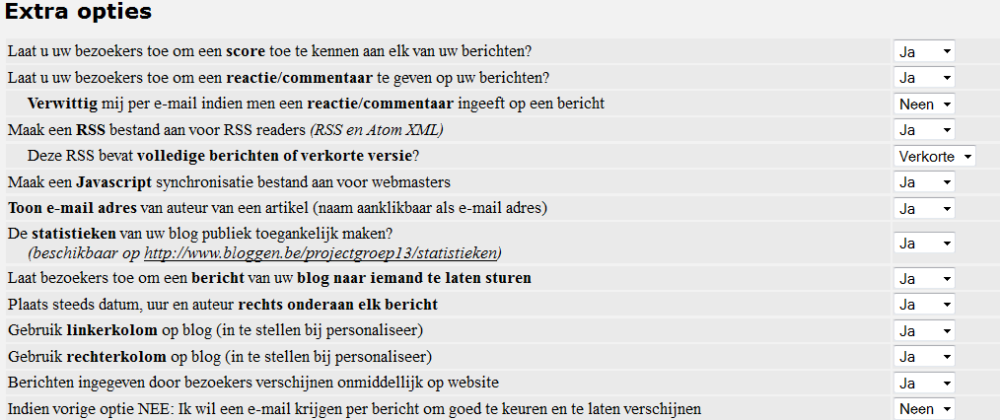 Extra opties
Laat u uw bezoekers toe om een score toe te kennen aan elk van uw berichten? Ja
Laat u uw bezoekers toe om een reactie/commentaar te geven op uw berichten? Ja
Verwittig mij per e-mail indien men een reactie/commentaar ingeeft op een bericht Neen
Maak een RSS bestand aan voor RSS readers (RSS en Atom XML) Ja
Deze RSS bevat volledige berichten of verkorte versie? Verkorte
Maak een Javascript synchronisatie bestand aan voor webmasters Ja
Toon e-mail adres van auteur van een artikel (naam aanklikbaar als e-mail adres) Ja
De statistieken van uw blog publiek toegankelijk maken?
(beschikbaar op http://www.bloggen.be/projectgroep13/statistieken) Ja
Laat bezoekers toe om een bericht van uw blog naar iemand te laten sturen Ja
Plaats steeds datum, uur en auteur rechts onderaan elk bericht Ja
Gebruik linkerkolom op blog (in te stellen bij personaliseer) Ja
Gebruik rechterkolom op blog (in te stellen bij personaliseer) Ja
Berichten ingegeven door bezoekers verschijnen onmiddellijk op website Ja
Indien vorige optie NEE: Ik wil een e-mail krijgen per bericht om goed te keuren en te laten verschijnen Neen